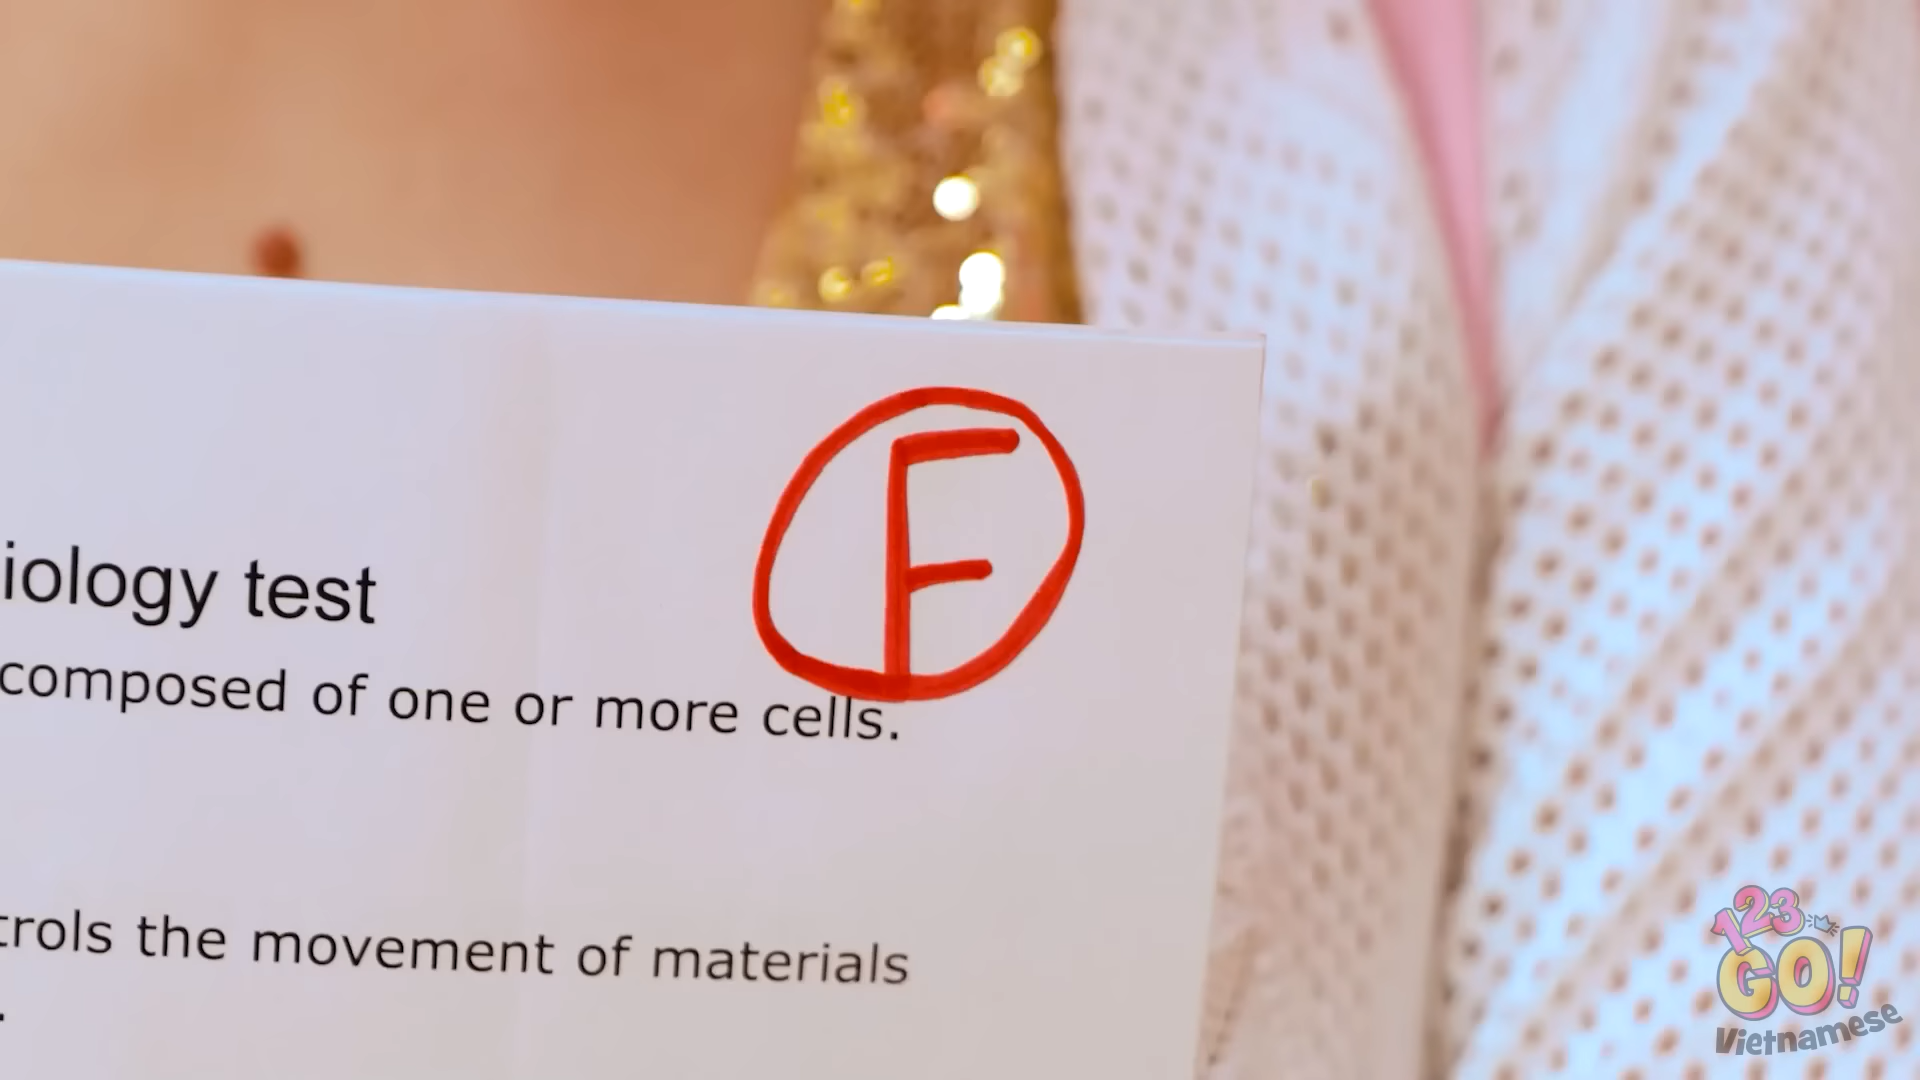 F
iology test
composed of one or more cells.
trols the movement of materials
.
123
GO!
Vietnamese